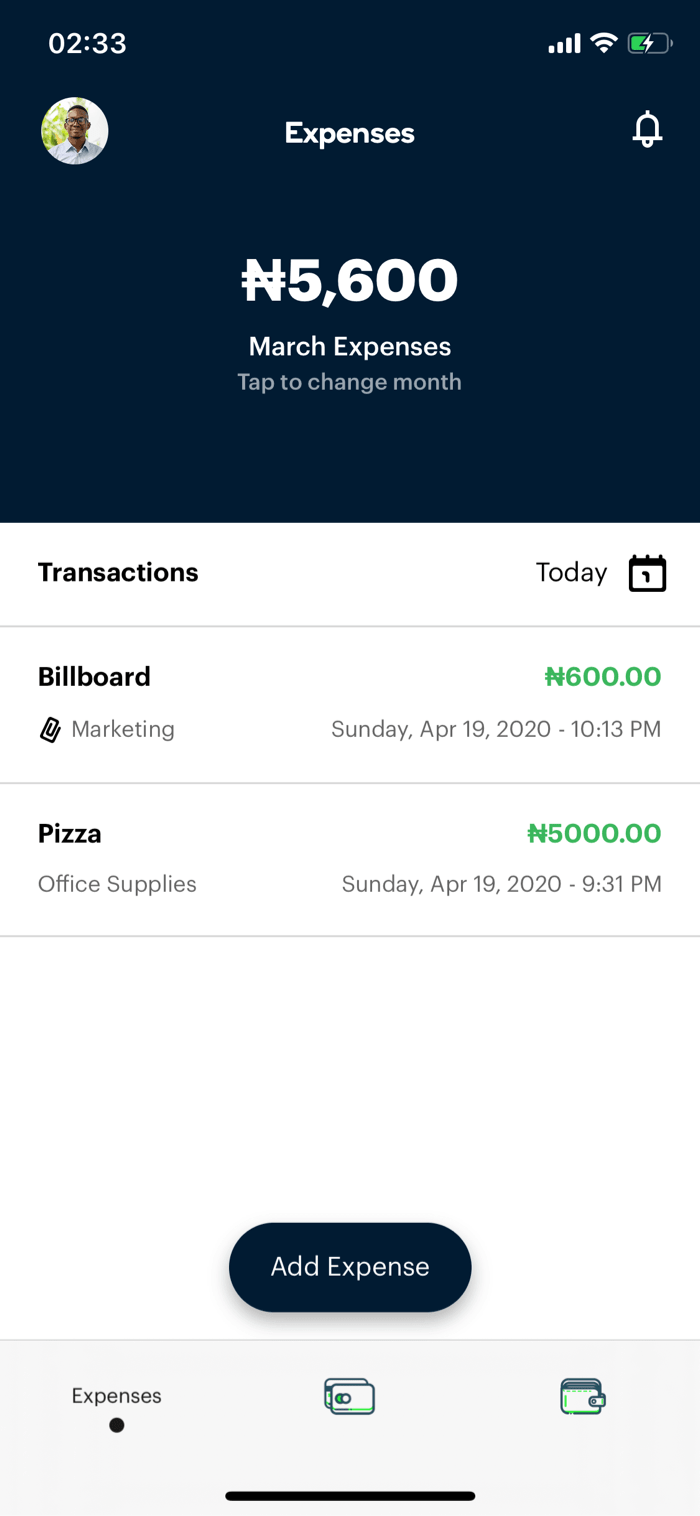 02:33
Expenses
₦5,600
March Expenses
Tap to change month
Transactions
Today
Billboard
₦600.00
Marketing
Sunday, Apr 19, 2020 - 10:13 PM
Pizza
₦5000.00
Office Supplies
Sunday, Apr 19, 2020 - 9:31 PM
Add Expense
Expenses